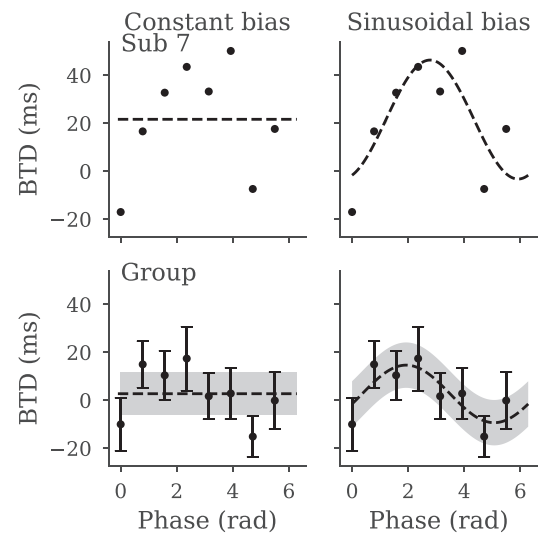 Constant bias
Sinusoidal bias
Sub 7
BTD (ms)
40
20
0
−20
Group
BTD (ms)
40
20
0
−20
0 2 4 6
0 2 4 6
Phase (rad)
Phase (rad)